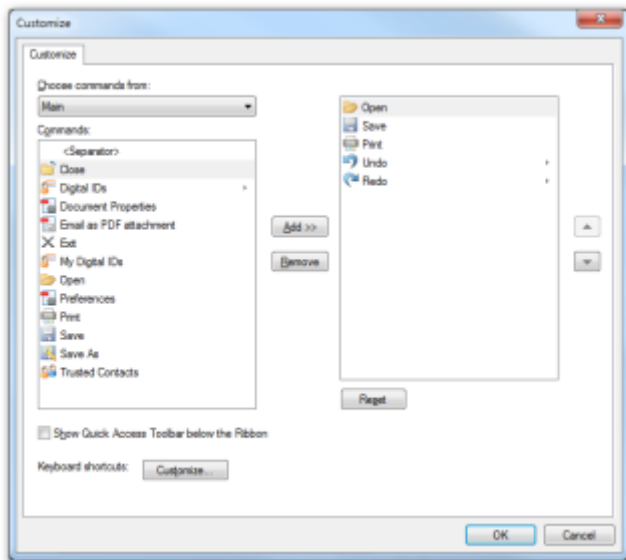 Customize
Customize
Choose commands from:
Main
Commands:
<Separator>
Close
Digital IDs
Document Properties
Email as PDF attachment
Exit
My Digital IDs
Open
Preferences
Print
Save
Save As
Trusted Contacts
Add >>
Remove
Open
Save
Print
Undo
Redo
Reset
Show Quick Access Toolbar below the Ribbon
Keyboard shortcuts: Customize...
OK Cancel